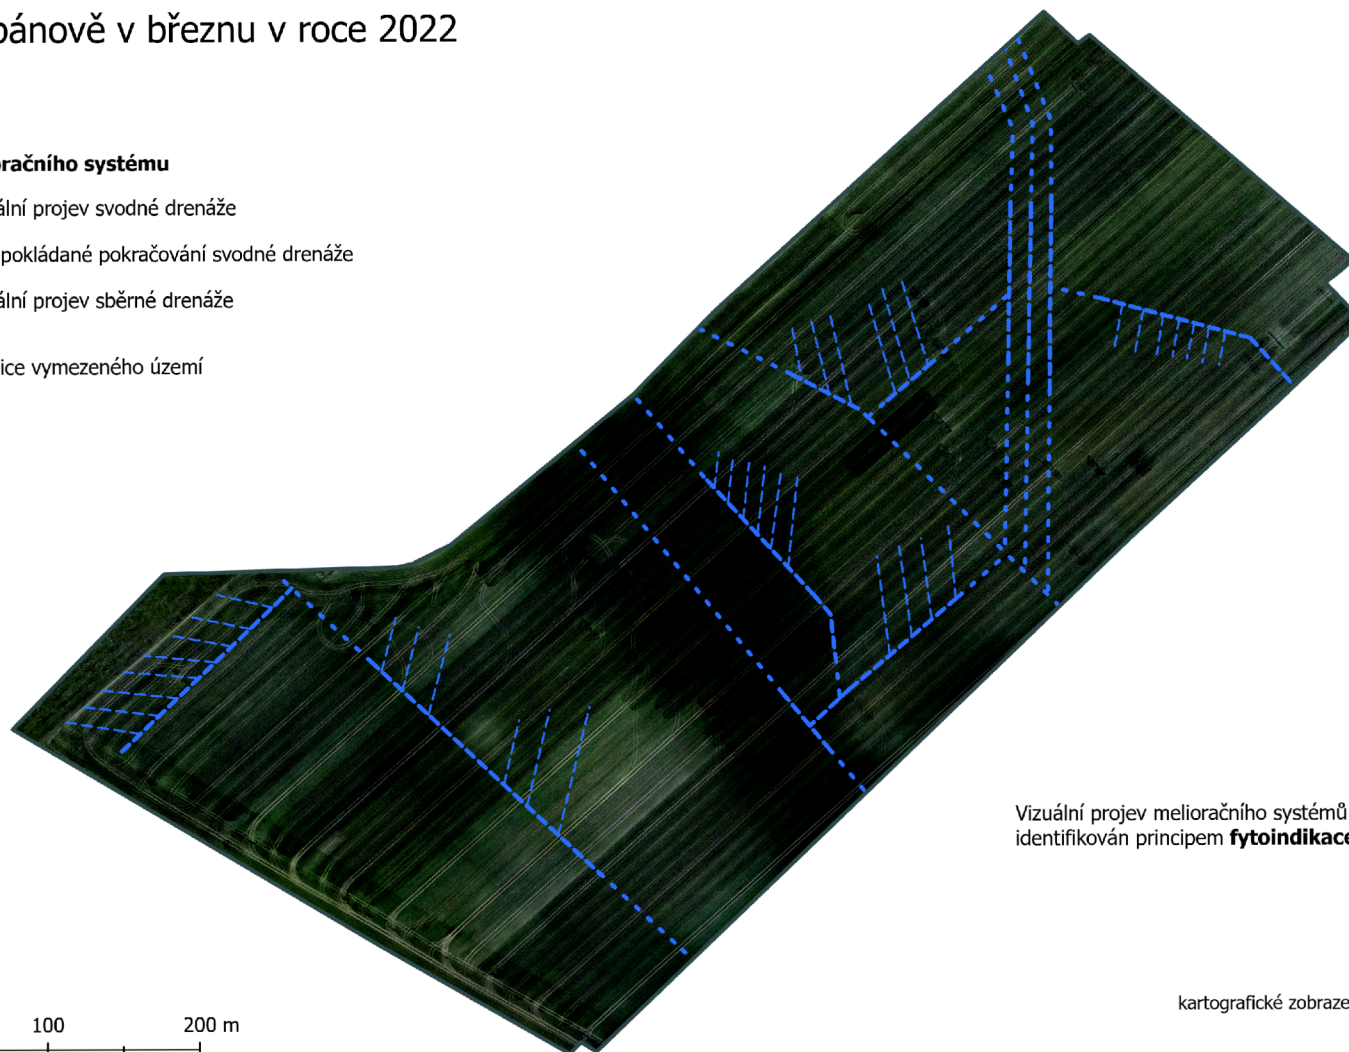 pánově v březnu v roce 2022
oračního systému
ální projev svodné drenáže
pokládané pokračování svodné drenáže
ální projev sběrné drenáže
ice vymezeného území
Vizuální projev melioračního systémů
identifikován principem fytoindikace
kartografické zobraze
100 200 m